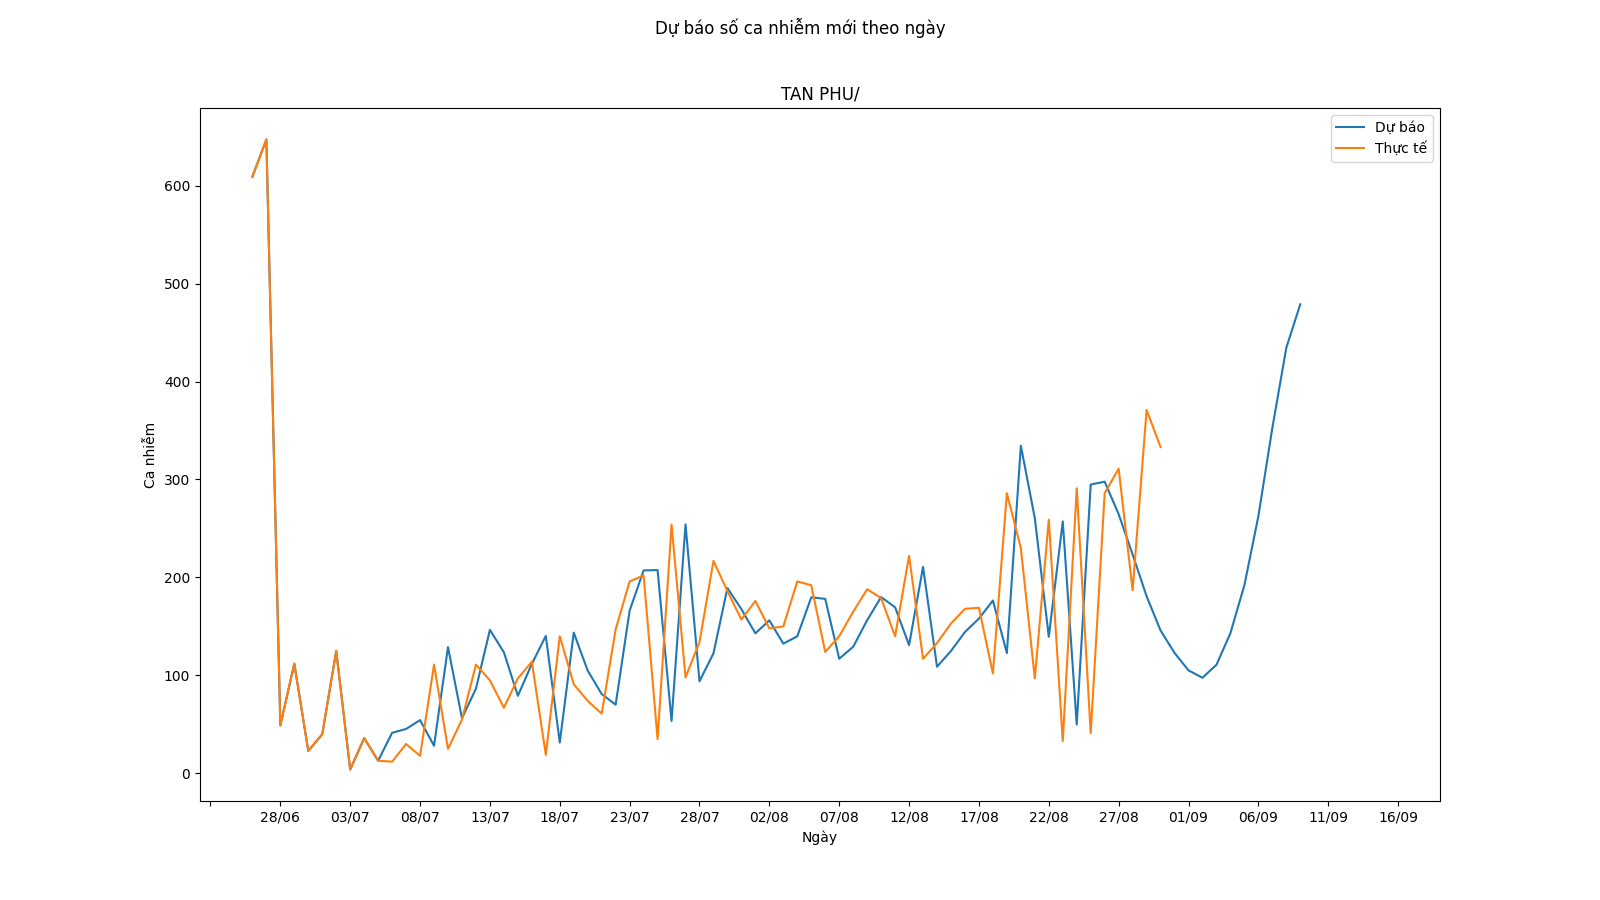 Dự báo số ca nhiễm mới theo ngày
TAN PHU/
Dự báo
Thực tế
600
500
400
300
200
100
0
Ca nhiễm
28/06 03/07 08/07 13/07 18/07 23/07 28/07 02/08 07/08 12/08 17/08 22/08 27/08 01/09 06/09 11/09 16/09
Ngày